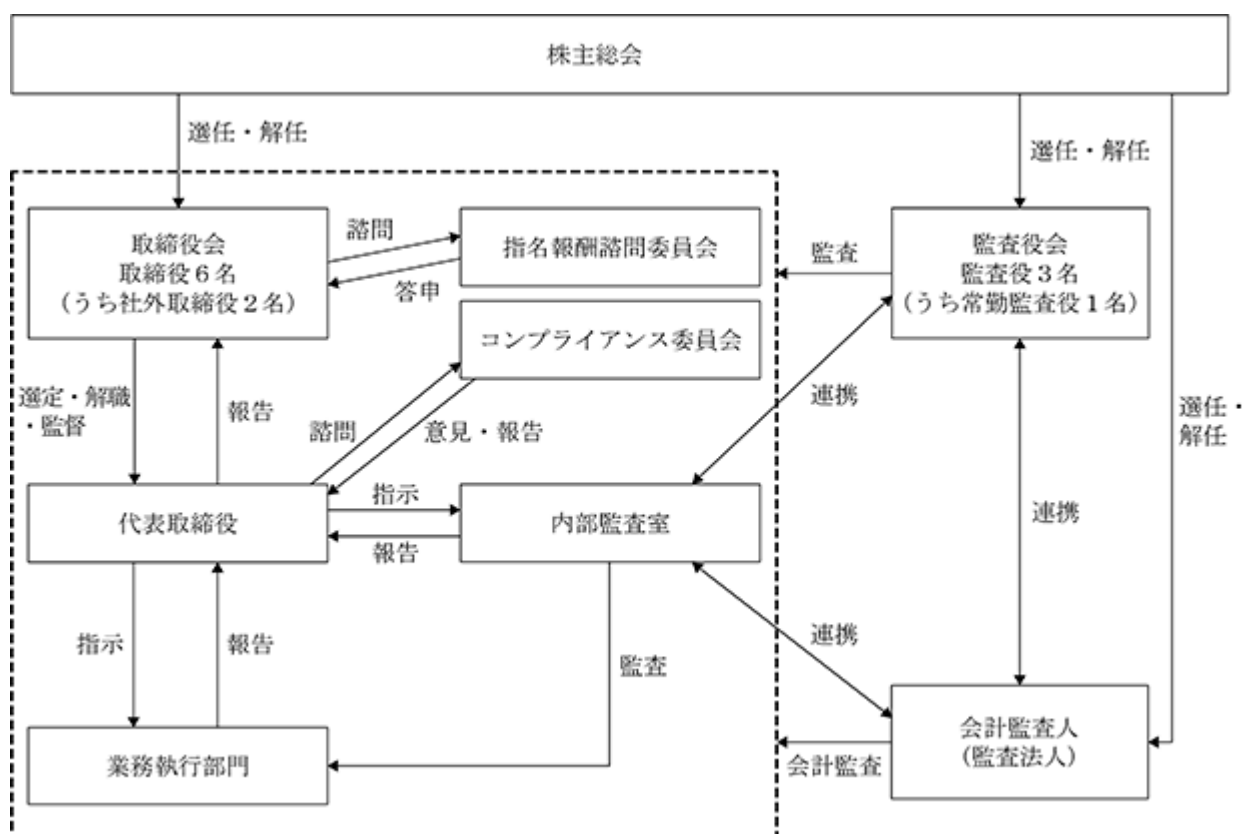 株主総会
選任・解任
選任・解任
取締役会
取締役6名
(うち社外取締役2名)
諮問
答申
指名報酬諮問委員会
監査
監査役会
監査役3名
(うち常勤監査役1名)
コンプライアンス委員会
選定・解職
・監督
報告
諮問
意見・報告
連携
選任・
解任
代表取締役
指示
報告
内部監査室
連携
指示
報告
監査
連携
業務執行部門
会計監査
会計監査人
(監査法人)